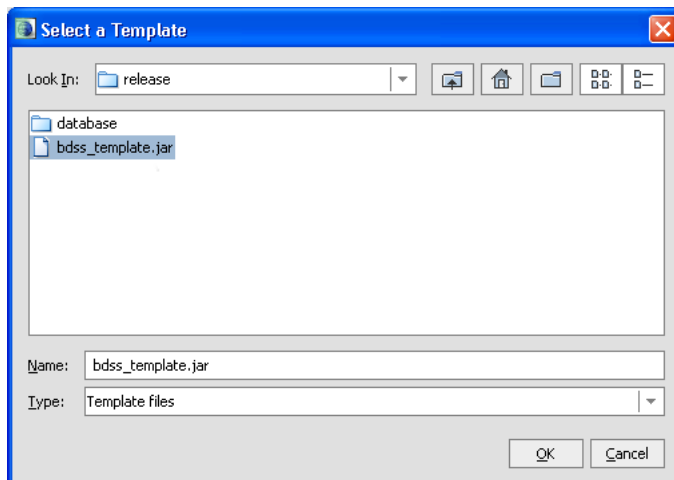 Select a Template
Look In: release
database
bdss_template.jar
Name: bdss_template.jar
Type: Template files
OK Cancel